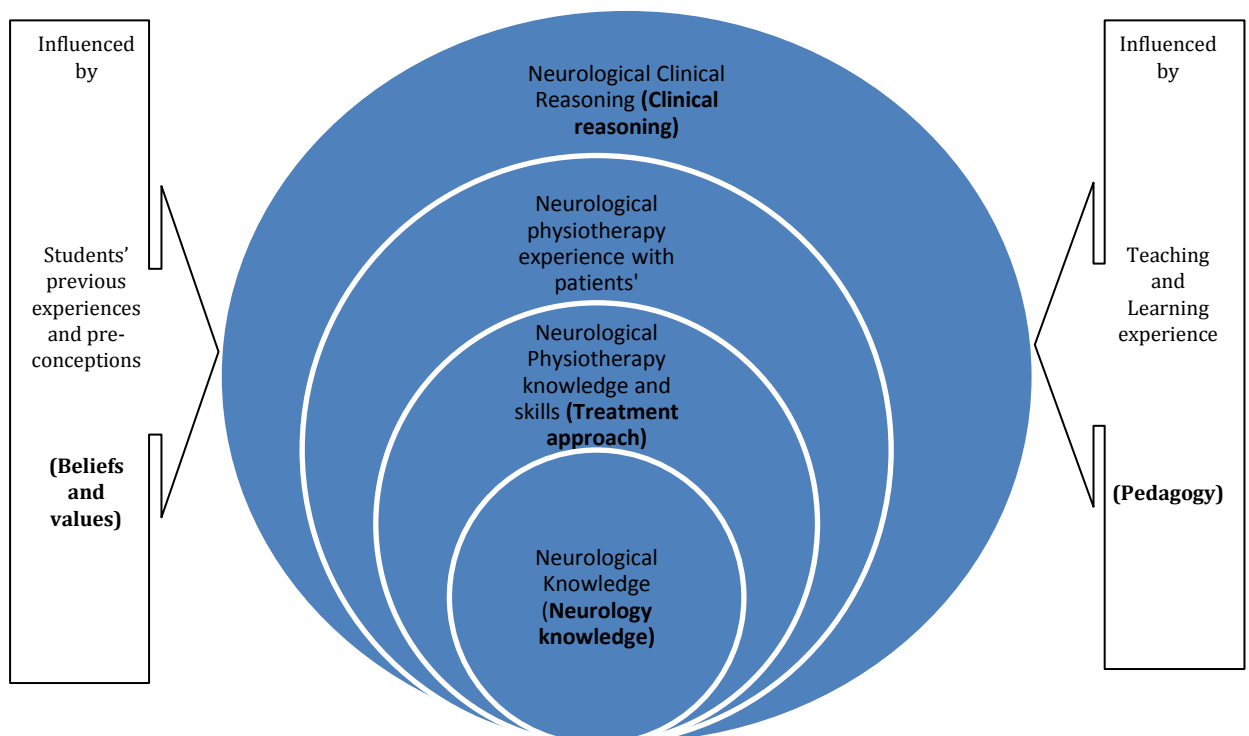 Influenced
by
Students’
previous
experiences
and pre-
conceptions
(Beliefs
and
values)
Neurological Clinical
Reasoning (Clinical
reasoning)
Neurological
physiotherapy
experience with
patients'
Neurological
Physiotherapy
knowledge and
skills (Treatment
approach)
Neurological
Knowledge
(Neurology
knowledge)
Influenced
by
Teaching
and
Learning
experience
(Pedagogy)